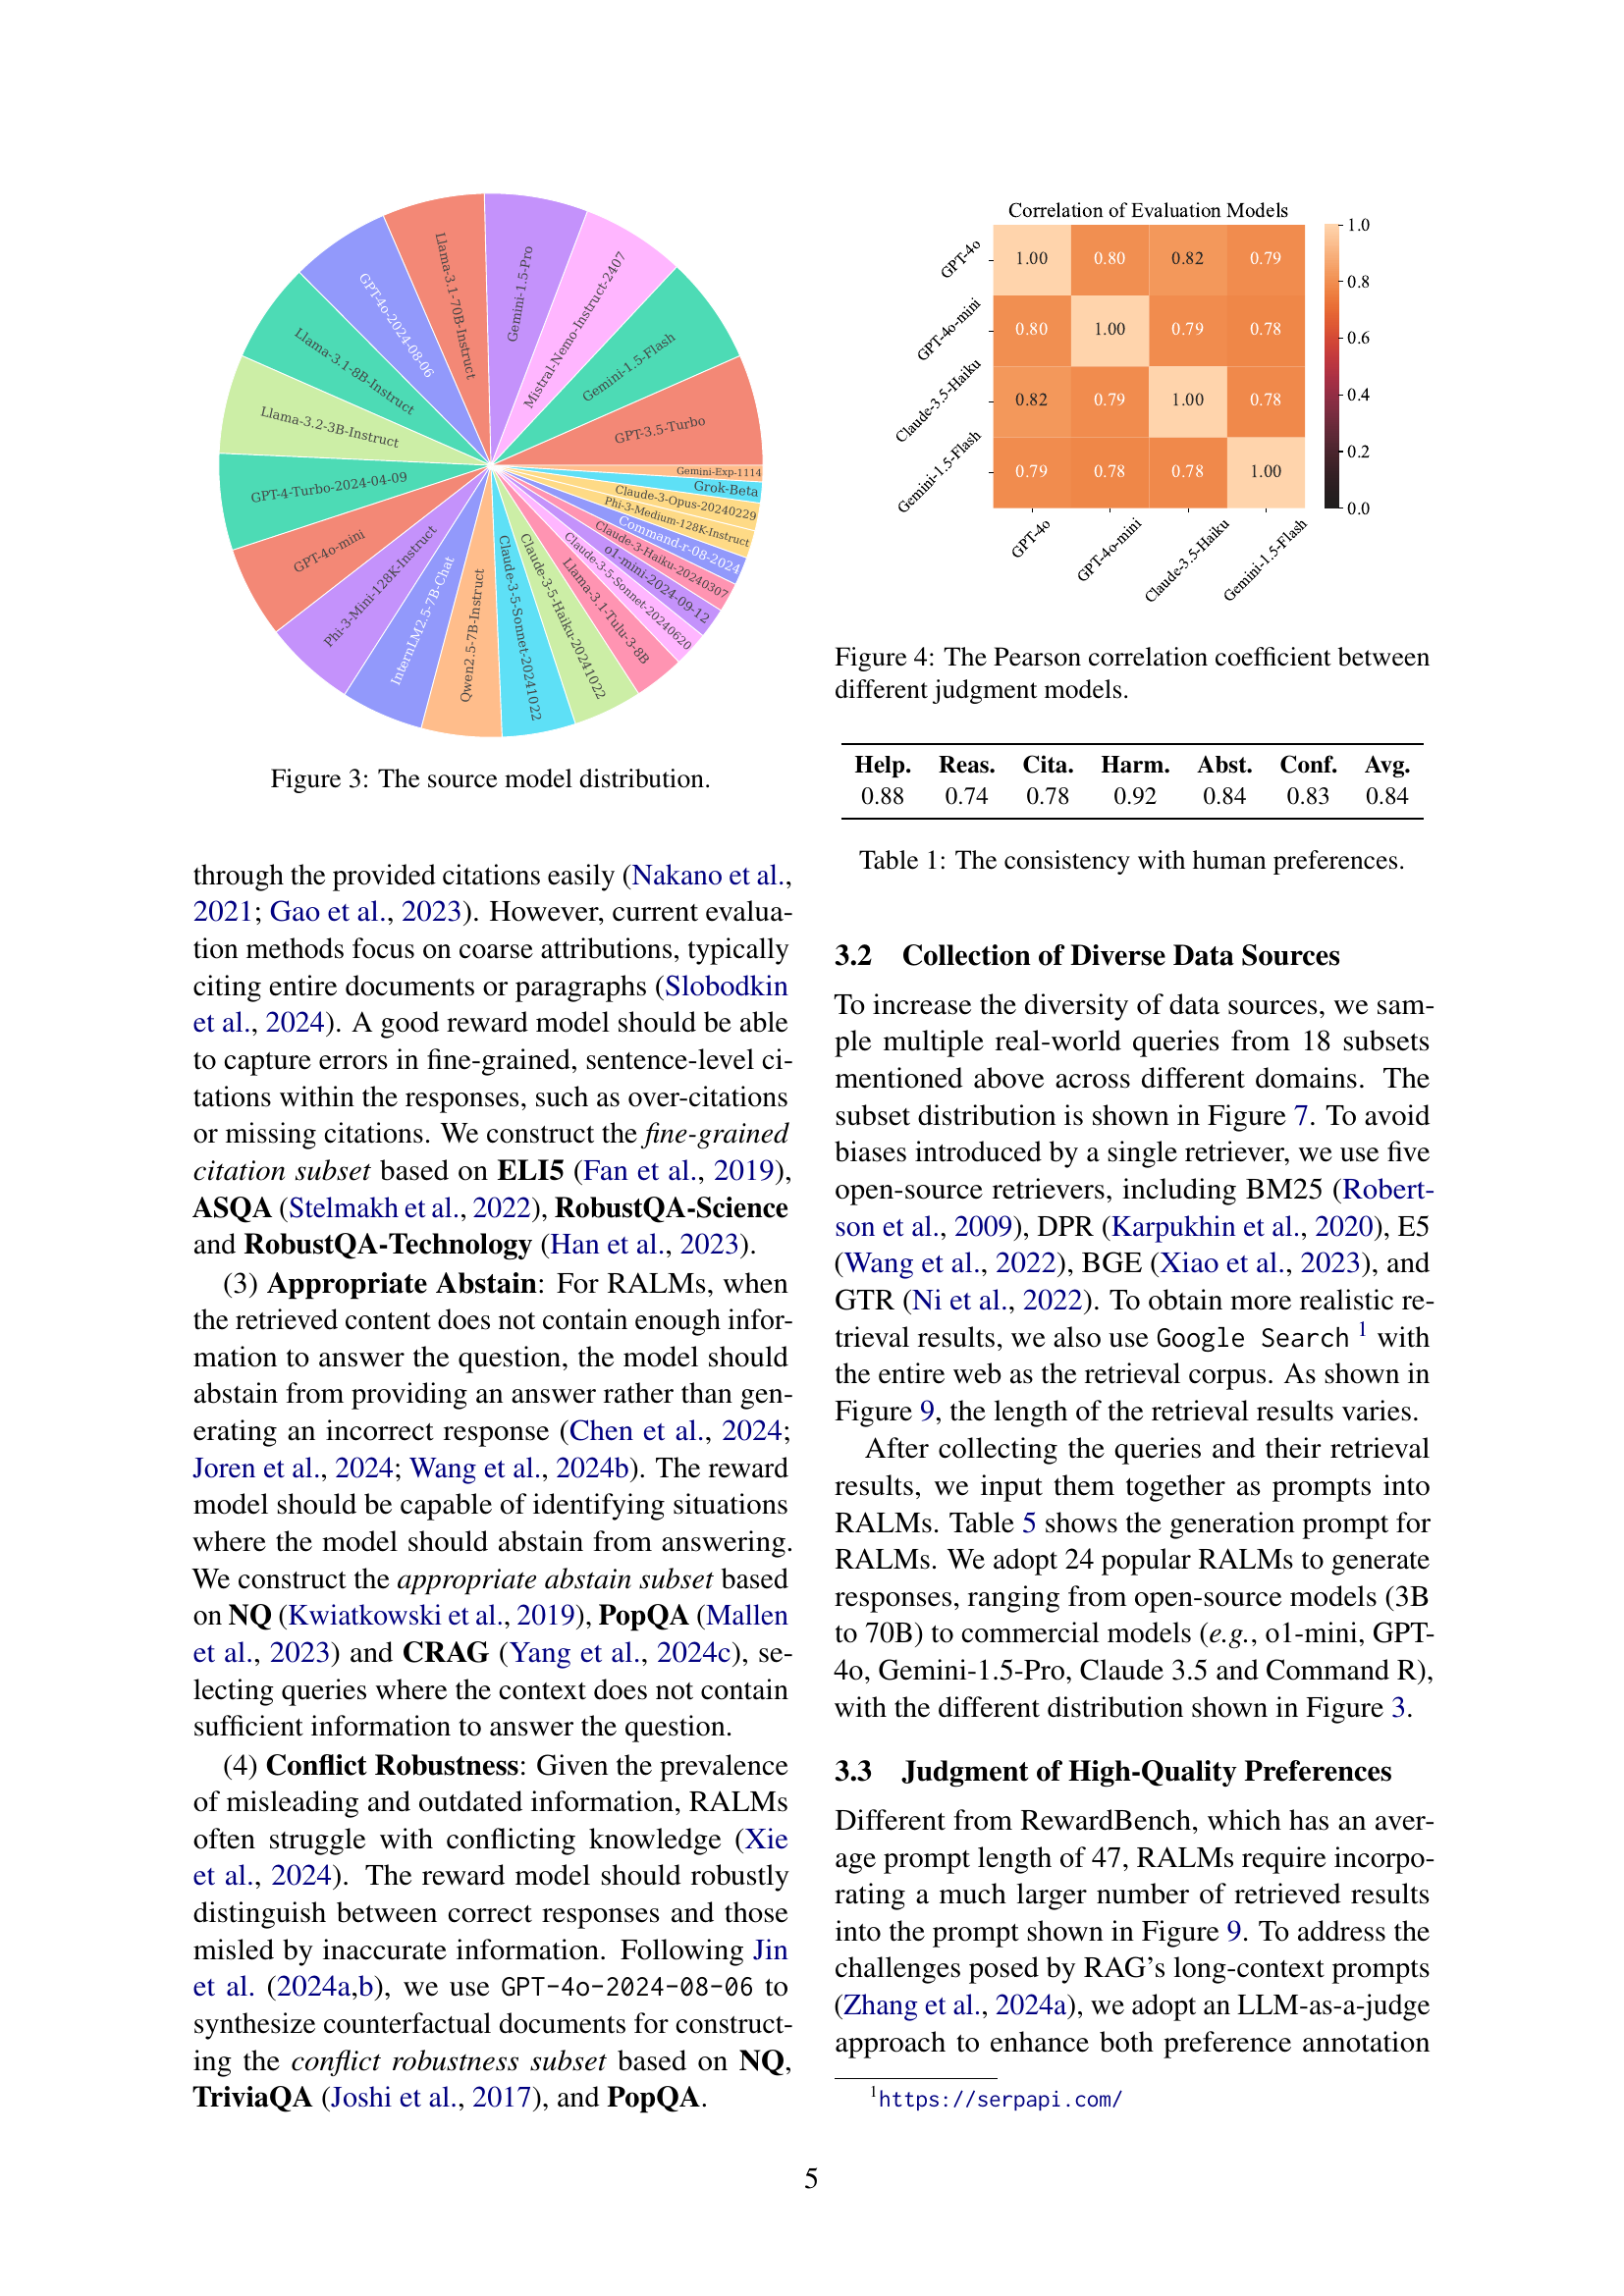 Llama-3.1-70B-Instruct
Gemini-1.5-Pro
Mistral-Nemo-Instruct-2407
Gemini-1.5-Flash
GPT-3.5-Turbo
GPT-4o-2024-08-06
Llama-3.1-8B-Instruct
Llama-3.2-3B-Instruct
GPT-4-Turbo-2024-04-09
GPT-4o-mini
Phi-3-Mini-128K-Instruct
InternLM2.5-7B-Chat
Qwen2.5-7B-Instruct
Claude-3-5-Sonnet-20241022
Claude-3-5-Haiku-20241022
Llama-3.1-Tulu-3-8B
Claude-3-5-Sonnet-20240620
o1-mini-2024-09-12
Claude-3-Haiku-20240307
Command-r-08-2024
Phi-3-Medium-128K-Instruct
Claude-3-Opus-20240229
Grok-Beta
Gemini-Exp-1114
Figure 3: The source model distribution.
through the provided citations easily (Nakano et al.,
2021; Gao et al., 2023). However, current evalua-
tion methods focus on coarse attributions, typically
citing entire documents or paragraphs (Slobodkin
et al., 2024). A good reward model should be able
to capture errors in fine-grained, sentence-level ci-
tations within the responses, such as over-citations
or missing citations. We construct the fine-grained
citation subset based on ELI5 (Fan et al., 2019),
ASQA (Stelmakh et al., 2022), RobustQA-Science
and RobustQA-Technology (Han et al., 2023).
(3) Appropriate Abstain: For RALMs, when
the retrieved content does not contain enough infor-
mation to answer the question, the model should
abstain from providing an answer rather than gen-
erating an incorrect response (Chen et al., 2024;
Joren et al., 2024; Wang et al., 2024b). The reward
model should be capable of identifying situations
where the model should abstain from answering.
We construct the appropriate abstain subset based
on NQ (Kwiatkowski et al., 2019), PopQA (Mallen
et al., 2023) and CRAG (Yang et al., 2024c), se-
lecting queries where the context does not contain
sufficient information to answer the question.
(4) Conflict Robustness: Given the prevalence
of misleading and outdated information, RALMs
often struggle with conflicting knowledge (Xie
et al., 2024). The reward model should robustly
distinguish between correct responses and those
misled by inaccurate information. Following Jin
et al. (2024a,b), we use GPT-4o-2024-08-06 to
synthesize counterfactual documents for construct-
ing the conflict robustness subset based on NQ,
TriviaQA (Joshi et al., 2017), and PopQA.
Correlation of Evaluation Models
GPT-4o 1.00 0.80 0.82 0.79
GPT-4o-mini 0.80 1.00 0.79 0.78
Claude-3.5-Haiku 0.82 0.79 1.00 0.78
Gemini-1.5-Flash 0.79 0.78 0.78 1.00
GPT-4o GPT-4o-mini Claude-3.5-Haiku Gemini-1.5-Flash
1.0
0.8
0.6
0.4
0.2
0.0
Figure 4: The Pearson correlation coefficient between
different judgment models.
Help. Reas. Cita. Harm. Abst. Conf. Avg.
0.88 0.74 0.78 0.92 0.84 0.83 0.84
Table 1: The consistency with human preferences.
3.2 Collection of Diverse Data Sources
To increase the diversity of data sources, we sam-
ple multiple real-world queries from 18 subsets
mentioned above across different domains. The
subset distribution is shown in Figure 7. To avoid
biases introduced by a single retriever, we use five
open-source retrievers, including BM25 (Robert-
son et al., 2009), DPR (Karpukhin et al., 2020), E5
(Wang et al., 2022), BGE (Xiao et al., 2023), and
GTR (Ni et al., 2022). To obtain more realistic re-
trieval results, we also use Google Search 1 with
the entire web as the retrieval corpus. As shown in
Figure 9, the length of the retrieval results varies.
After collecting the queries and their retrieval
results, we input them together as prompts into
RALMs. Table 5 shows the generation prompt for
RALMs. We adopt 24 popular RALMs to generate
responses, ranging from open-source models (3B
to 70B) to commercial models (e.g., o1-mini, GPT-
4o, Gemini-1.5-Pro, Claude 3.5 and Command R),
with the different distribution shown in Figure 3.
3.3 Judgment of High-Quality Preferences
Different from RewardBench, which has an aver-
age prompt length of 47, RALMs require incorpo-
rating a much larger number of retrieved results
into the prompt shown in Figure 9. To address the
challenges posed by RAG's long-context prompts
(Zhang et al., 2024a), we adopt an LLM-as-a-judge
approach to enhance both preference annotation
1https://serpapi.com/
5